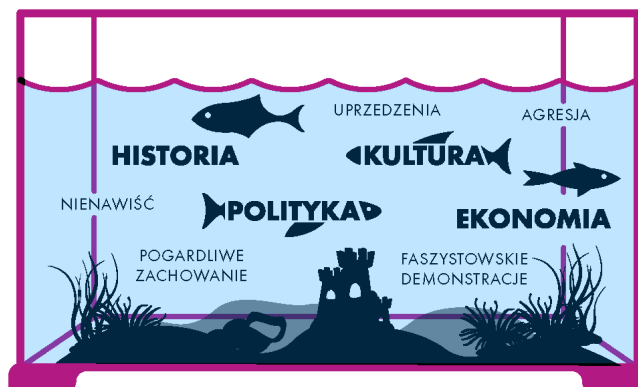 UPRZEDZENIA
AGRESJA
HISTORIA
KULTURA
NIENAWIŚĆ
POLITYKA
EKONOMIA
POGARDLIWE
ZACHOWANIE
FASZYSTOWSKIE
DEMONSTRACJE